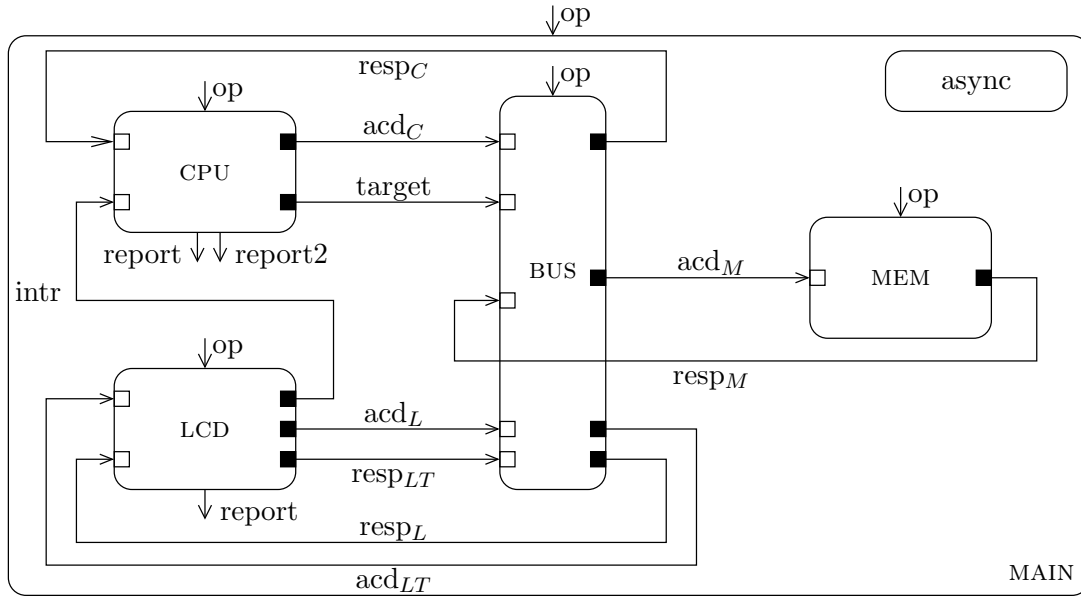 op
resp_C
op
async
op
acd_C
CPU
target
op
report
report2
BUS
acd_M
MEM
intr
op
resp_M
acd_L
LCD
resp_LT
report
resp_L
acd_LT
MAIN